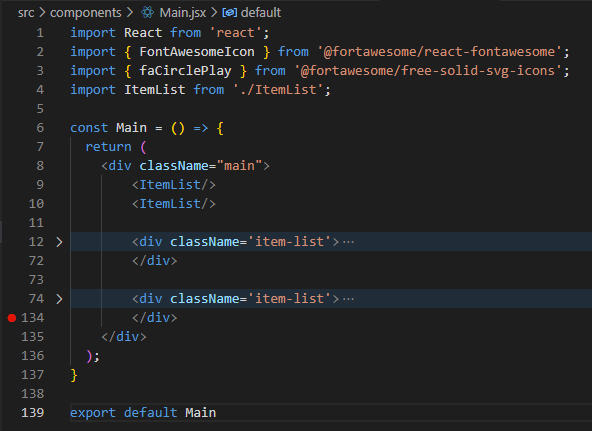 src > components > Main.jsx > default
1 import React from 'react';
2 import { FontAwesomeIcon } from '@fortawesome/react-fontawesome';
3 import { faCirclePlay } from '@fortawesome/free-solid-svg-icons';
4 import ItemList from './ItemList';
5
6 const Main = () => {
7   return (
8     <div className="main">
9         <ItemList/>
10         <ItemList/>
11
12 >         <div className='item-list'>···
72         </div>
73
74 >         <div className='item-list'>···
134         </div>
135     </div>
136   );
137 }
138
139 export default Main